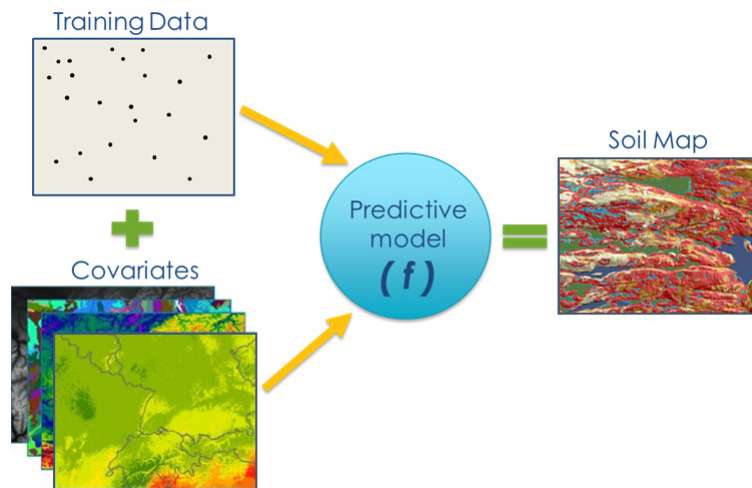 Training Data
Covariates
Predictive
model
(f)
Soil Map